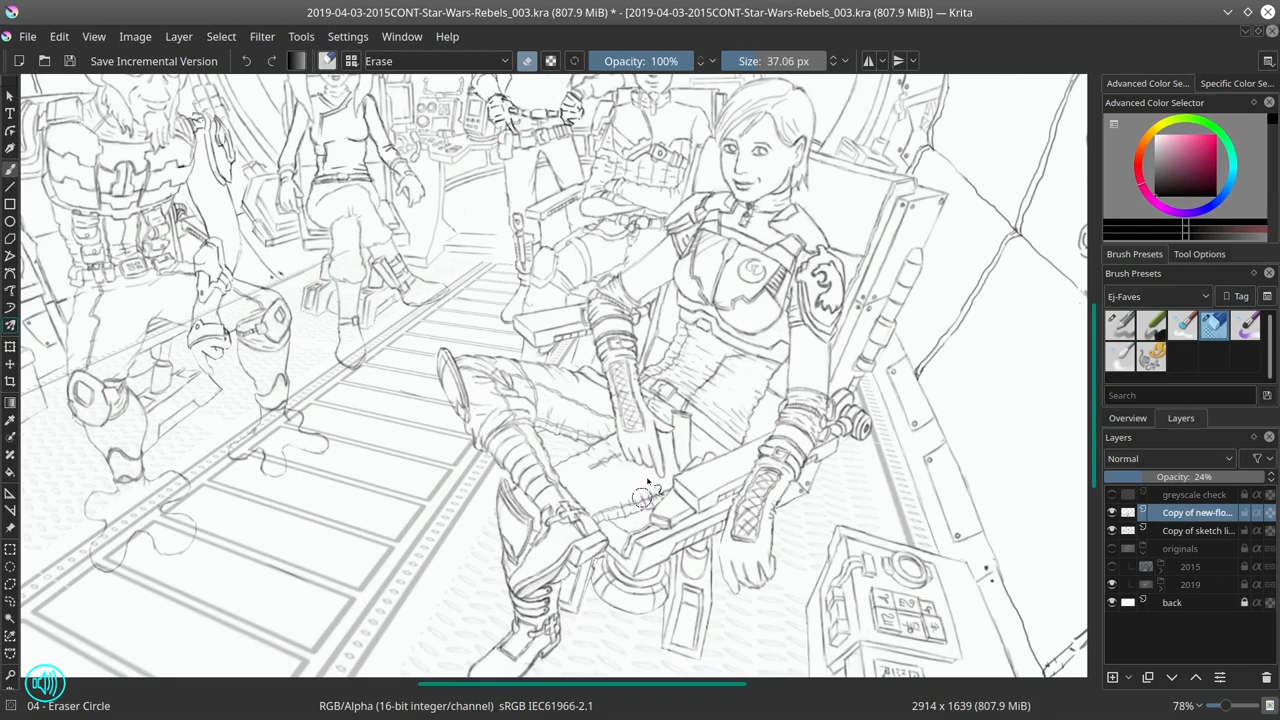 2019-04-03-2015CONT-Star-Wars-Rebels_003.kra (807.9 MiB) * - [2019-04-03-2015CONT-Star-Wars-Rebels_003.kra (807.9 MiB)] — Krita
File Edit View Image Layer Select Filter Tools Settings Window Help
Save Incremental Version Erase Opacity: 100% Size: 37.06 px
Advanced Color Se... Specific Color Se...
Advanced Color Selector
Brush Presets Tool Options
Brush Presets
Ej-Faves Tag
Search
Overview Layers
Layers
Normal
Opacity: 24%
greyscale check
Copy of new-flo...
Copy of sketch li...
originals
2015
2019
back
04 - Eraser Circle RGB/Alpha (16-bit integer/channel) sRGB IEC61966-2.1 2914 x 1639 (807.9 MiB) 78%